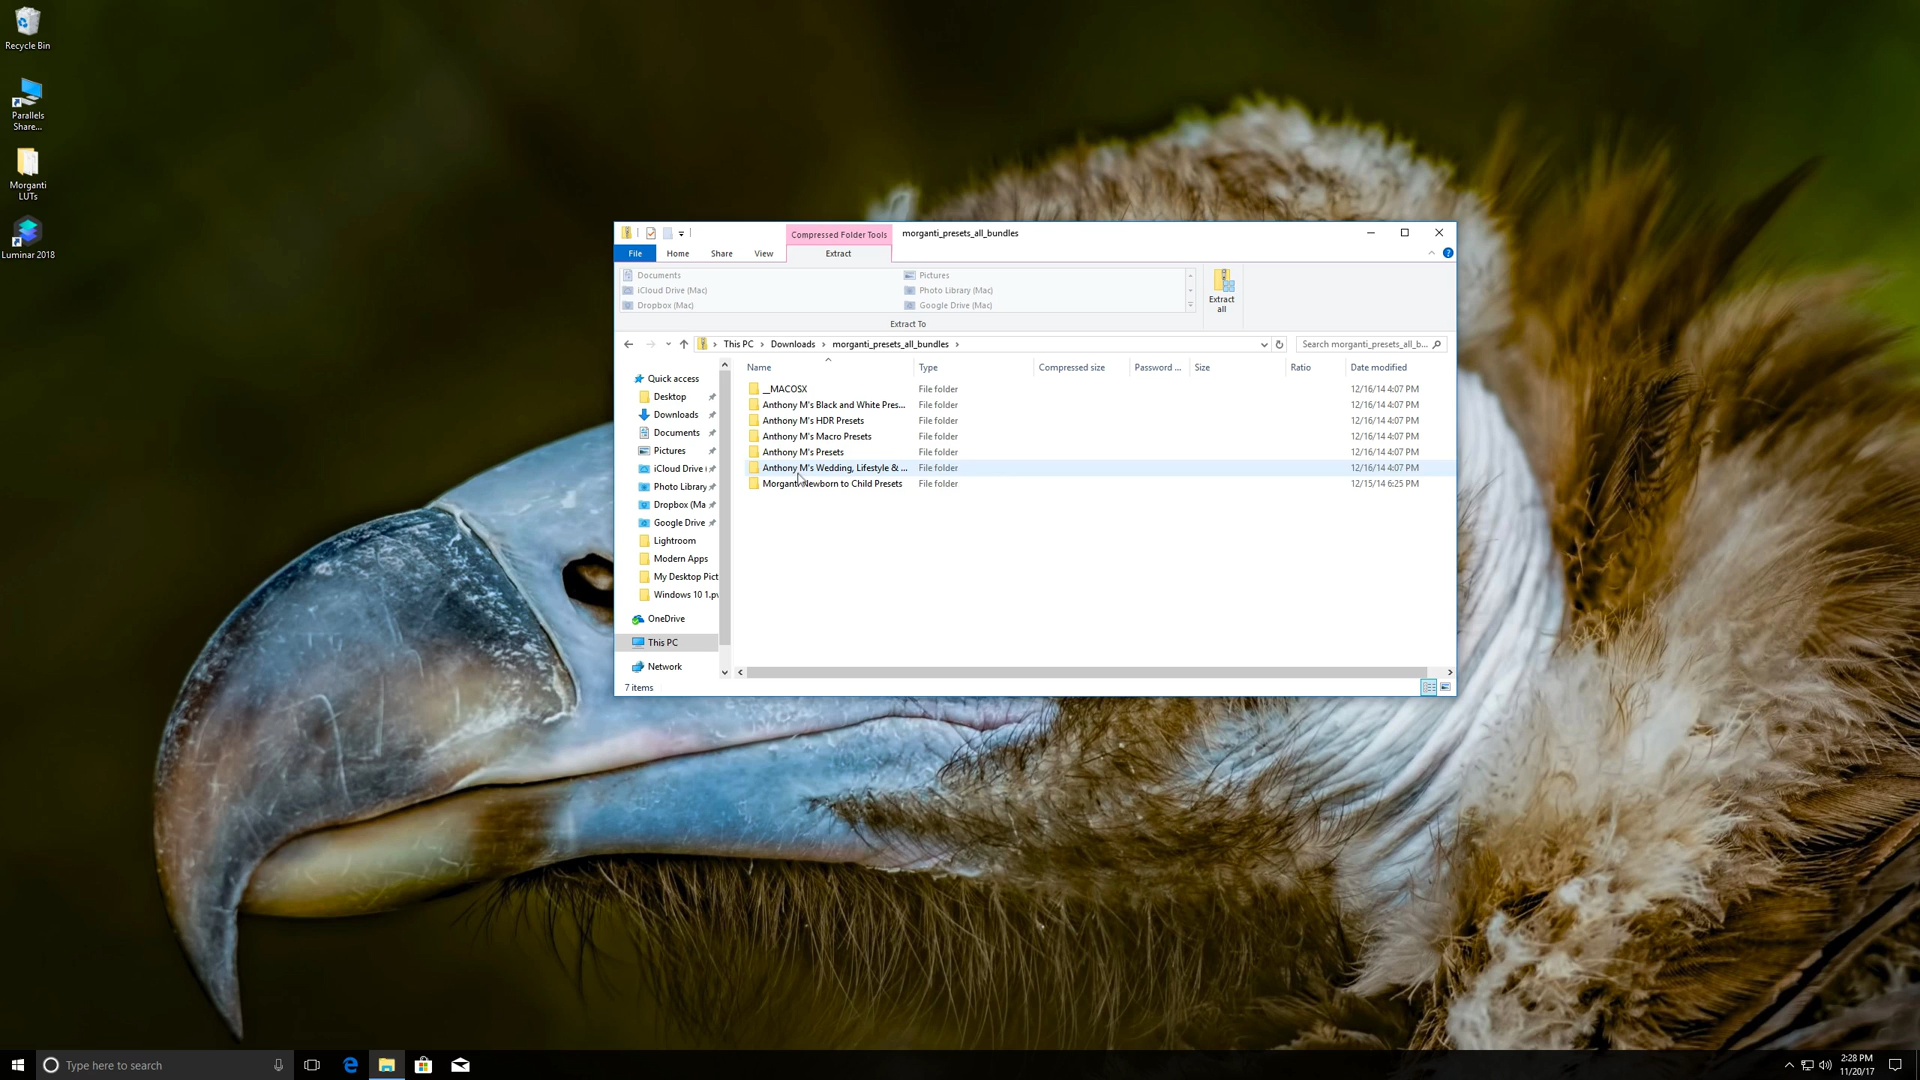 Recycle Bin
Parallels
Share...
Morganti
LUTs
Luminar 2018
Compressed Folder Tools
morganti_presets_all_bundles
File
Home
Share
View
Extract
Documents
Pictures
iCloud Drive (Mac)
Photo Library (Mac)
Dropbox (Mac)
Google Drive (Mac)
Extract
all
Extract To
This PC
Downloads
morganti_presets_all_bundles
Search morganti_presets_all_b...
Name
Type
Compressed size
Password ...
Size
Ratio
Date modified
__MACOSX File folder 12/16/14 4:07 PM
Anthony M's Black and White Pres... File folder 12/16/14 4:07 PM
Anthony M's HDR Presets File folder 12/16/14 4:07 PM
Anthony M's Macro Presets File folder 12/16/14 4:07 PM
Anthony M's Presets File folder 12/16/14 4:07 PM
Anthony M's Wedding, Lifestyle & ... File folder 12/16/14 4:07 PM
Morganti Newborn to Child Presets File folder 12/15/14 6:25 PM
Quick access
Desktop
Downloads
Documents
Pictures
iCloud Drive (
Photo Library
Dropbox (Ma
Google Drive
Lightroom
Modern Apps
My Desktop Pict
Windows 10 1.pv
OneDrive
This PC
Network
7 items
Type here to search
2:28 PM
11/20/17